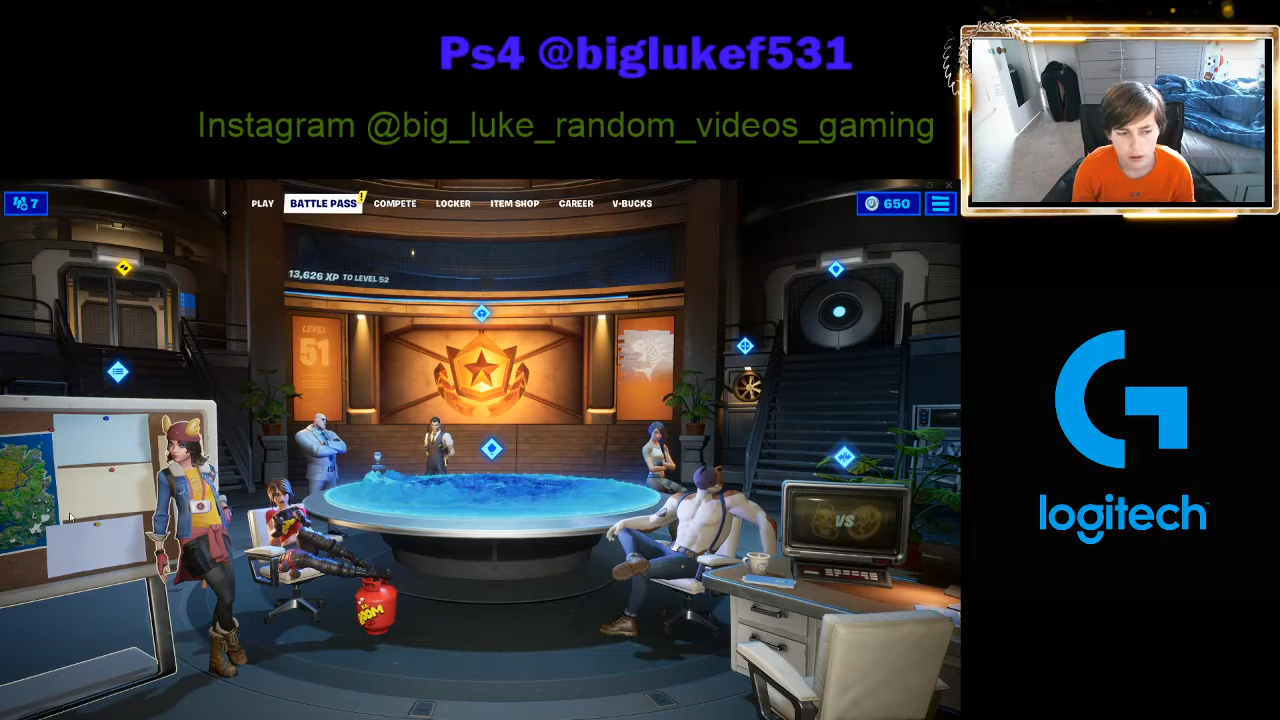 Ps4 @biglukef531
Instagram @big_luke_random_videos_gaming
7
PLAY BATTLE PASS! COMPETE LOCKER ITEM SHOP CAREER V-BUCKS
650
13,626 XP TO LEVEL 52
LEVEL
51
VS
BOOM
logitech